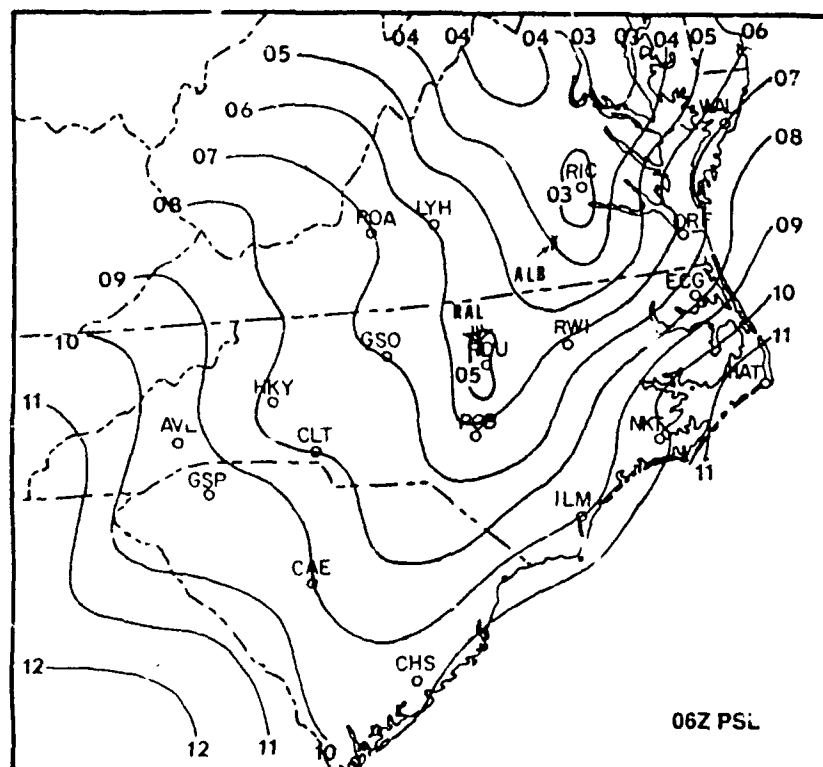 04 04 04 03 03 04 05 06
05
07
06
WAL
08
07
RIC
08
03
LYH
ROA
ORF
09
09
ALB
ECG
10
RAL
10
RWI
11
GSO
RDU
HAT
05
HKY
11
AVL
NKT
CLT
11
GSP
ILM
CAE
CHS
12
06Z PSL
12 11 10